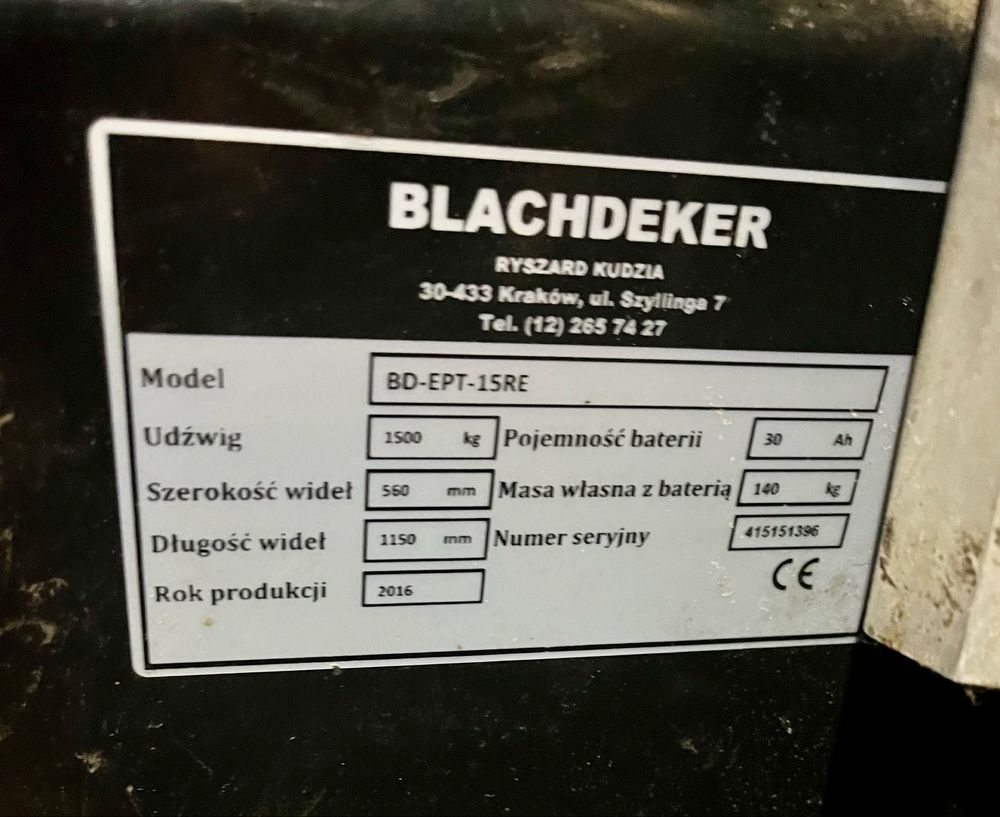 BLACHDEKER
RYSZARD KUDZIA
30-433 Kraków, ul. Szyllinga 7
Tel. (12) 265 74 27
Model BD-EPT-15RE
Udźwig 1500 kg Pojemność baterii 30 Ah
Szerokość wideł 560 mm Masa własna z baterią 140 kg
Długość wideł 1150 mm Numer seryjny 415151396
Rok produkcji 2016 CE